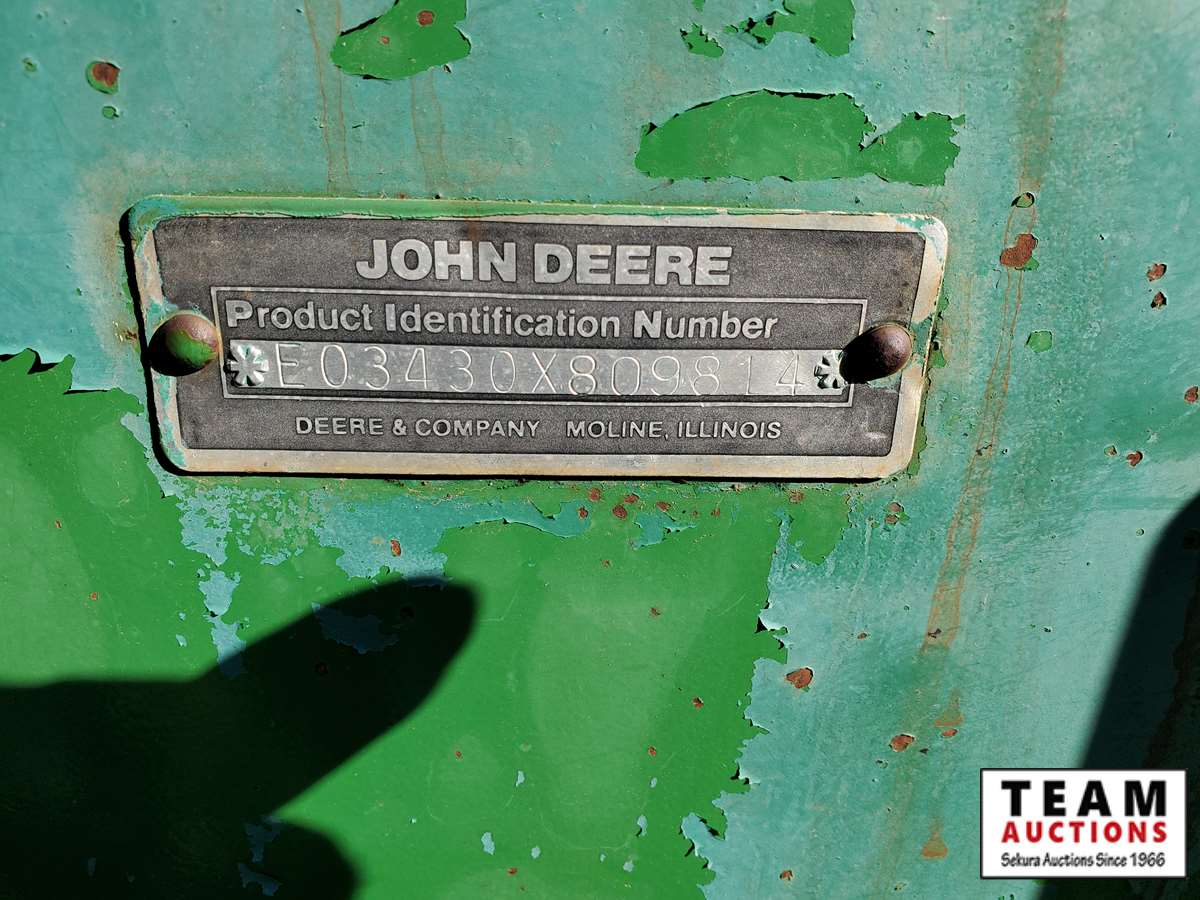 JOHN DEERE
Product Identification Number
*E03430X809814*
DEERE & COMPANY MOLINE, ILLINOIS
TEAM
AUCTIONS
Sekura Auctions Since 1966